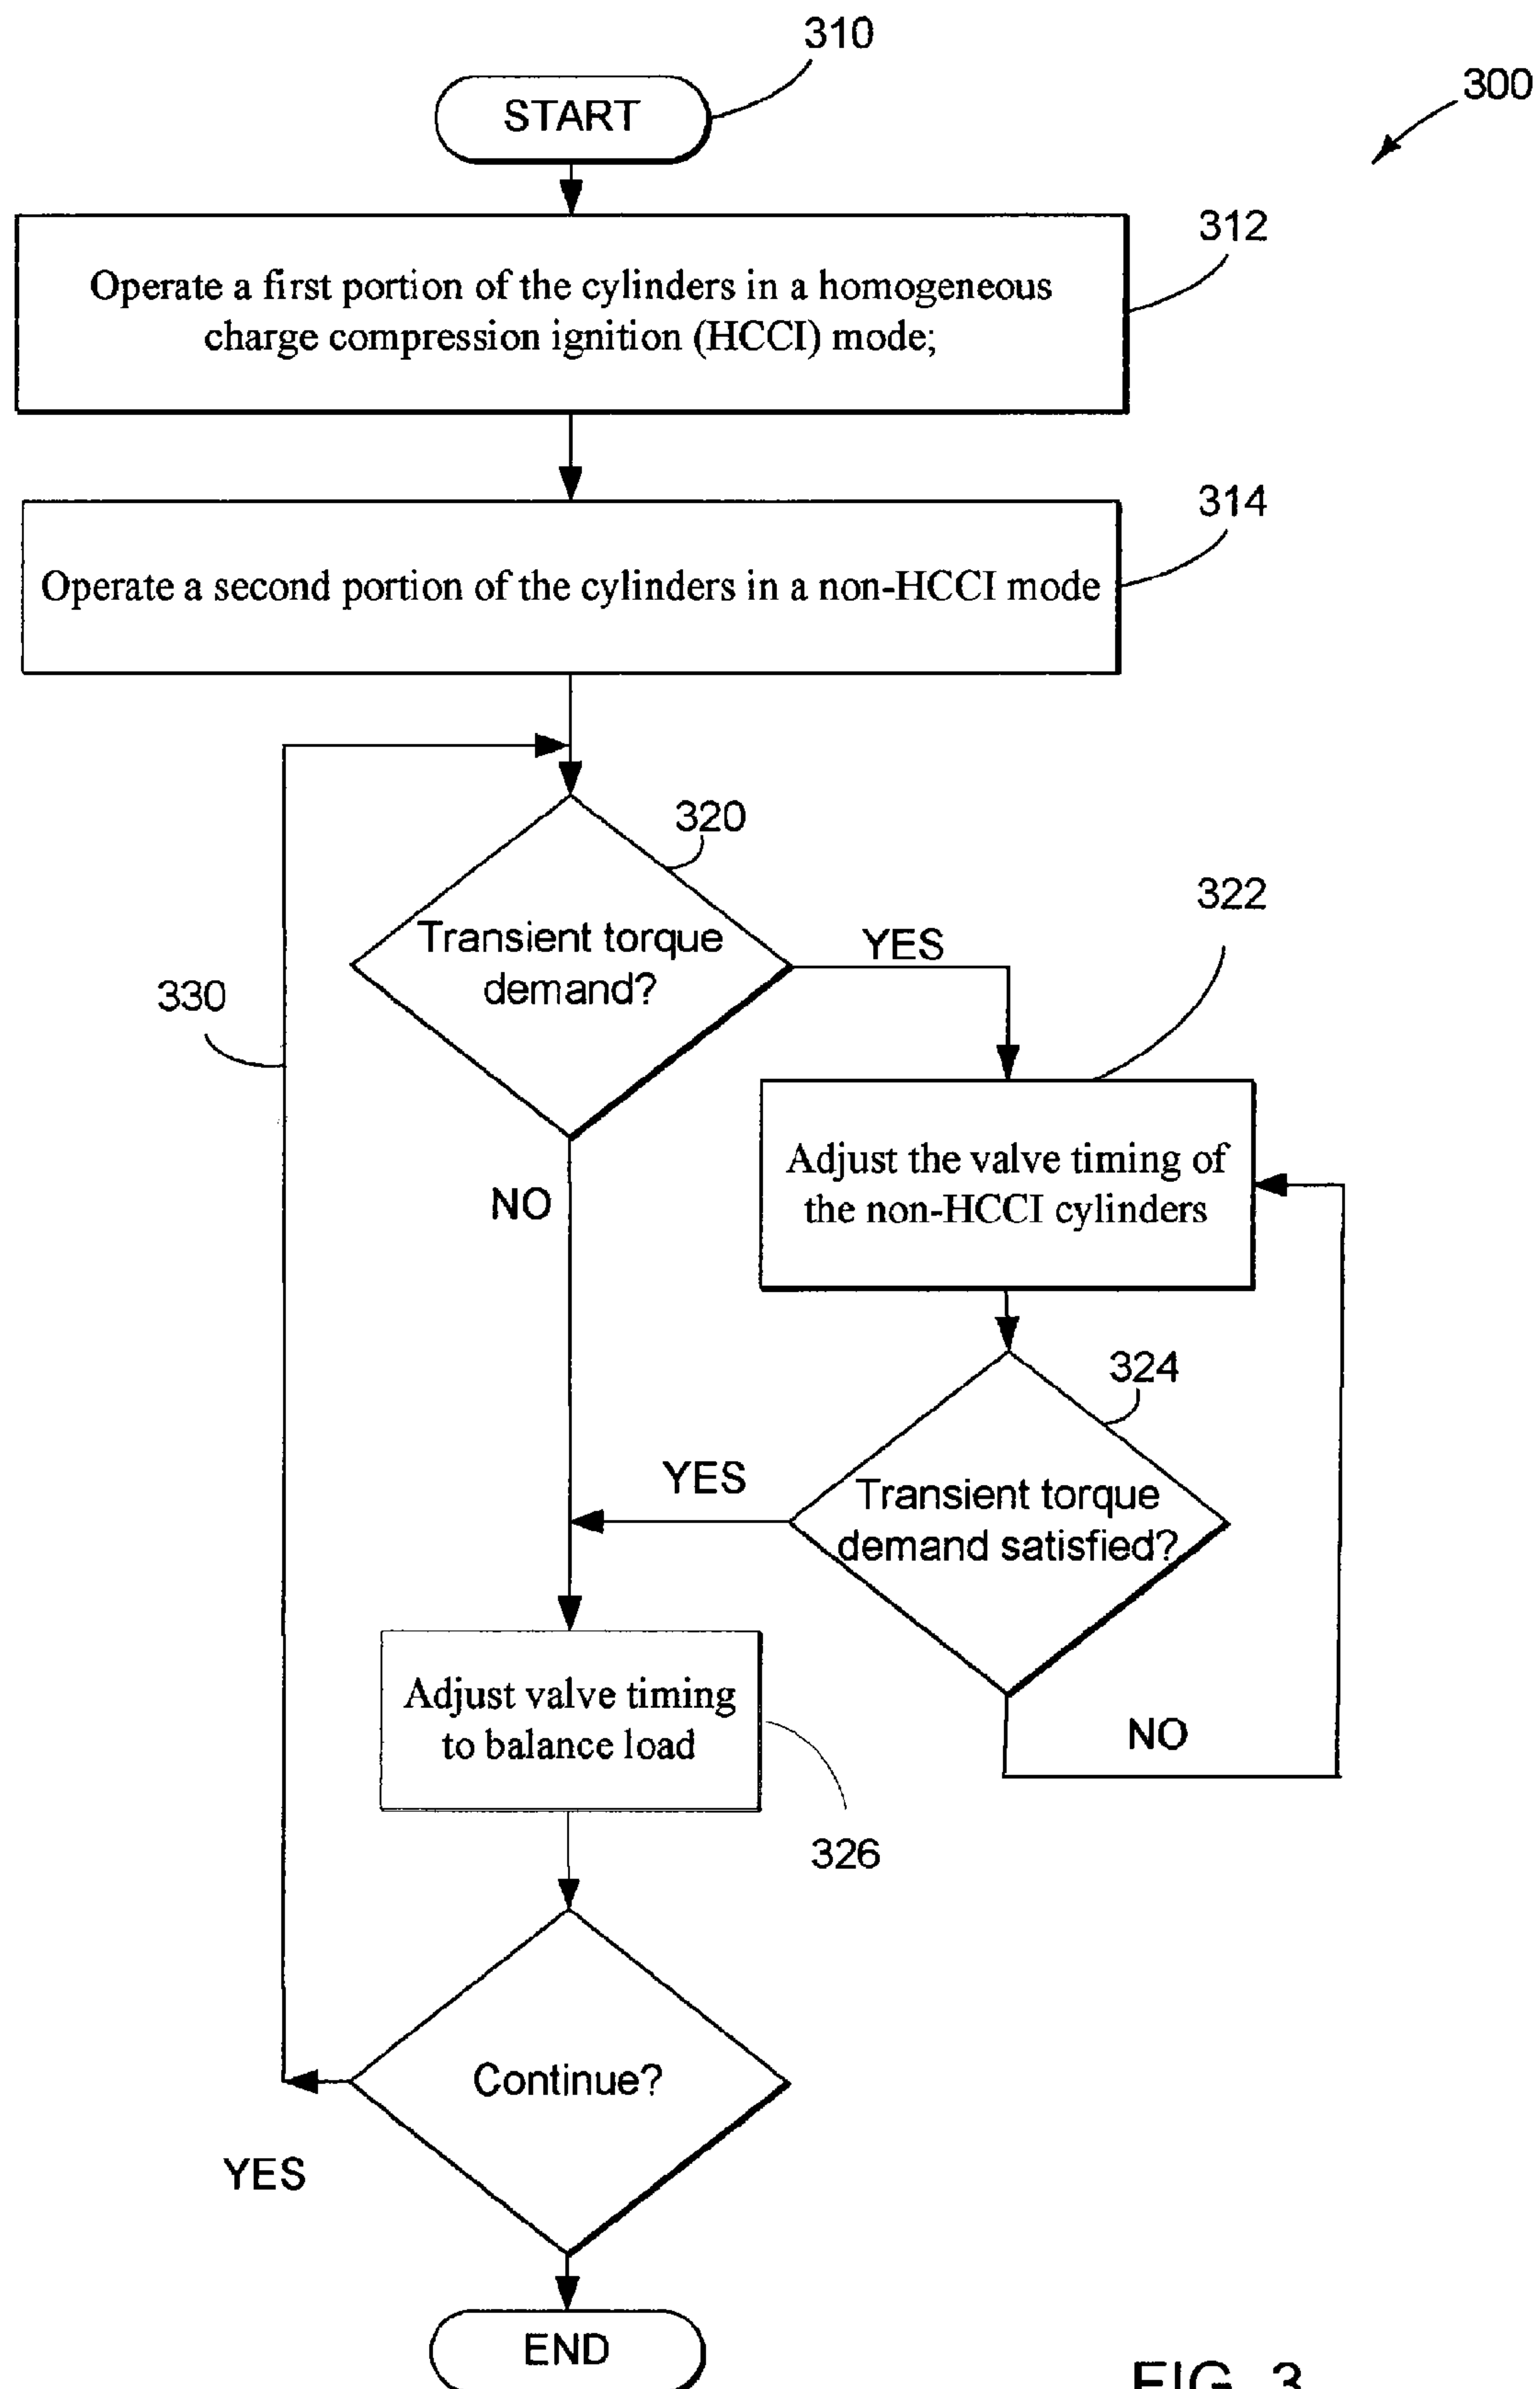 310
START
300
312
Operate a first portion of the cylinders in a homogeneous
charge compression ignition (HCCI) mode;
314
Operate a second portion of the cylinders in a non-HCCI mode
320
Transient torque
demand?
YES
322
330
Adjust the valve timing of
the non-HCCI cylinders
NO
324
YES
Transient torque
demand satisfied?
Adjust valve timing
to balance load
NO
326
Continue?
YES
END
FIG. 3